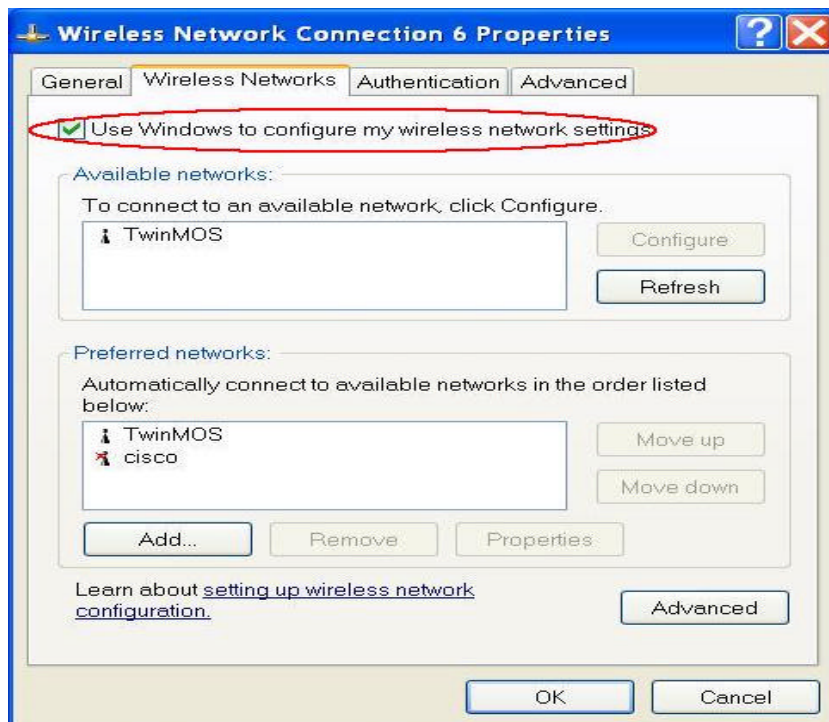 Wireless Network Connection 6 Properties
General Wireless Networks Authentication Advanced
Use Windows to configure my wireless network settings
Available networks:
To connect to an available network, click Configure.
TwinMOS
Configure
Refresh
Preferred networks:
Automatically connect to available networks in the order listed
below:
TwinMOS
cisco
Move up
Move down
Add... Remove Properties
Learn about setting up wireless network
configuration.
Advanced
OK Cancel